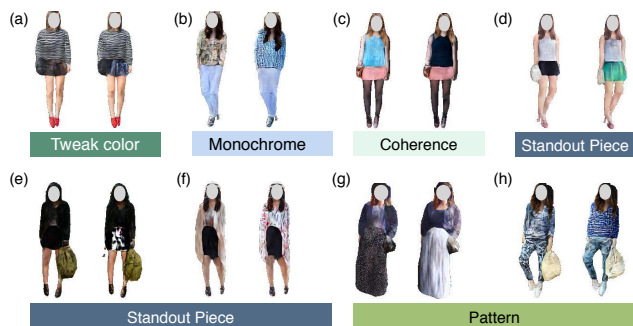 (a) (b) (c) (d)
Tweak color Monochrome Coherence Standout Piece
(e) (f) (g) (h)
Standout Piece Pattern